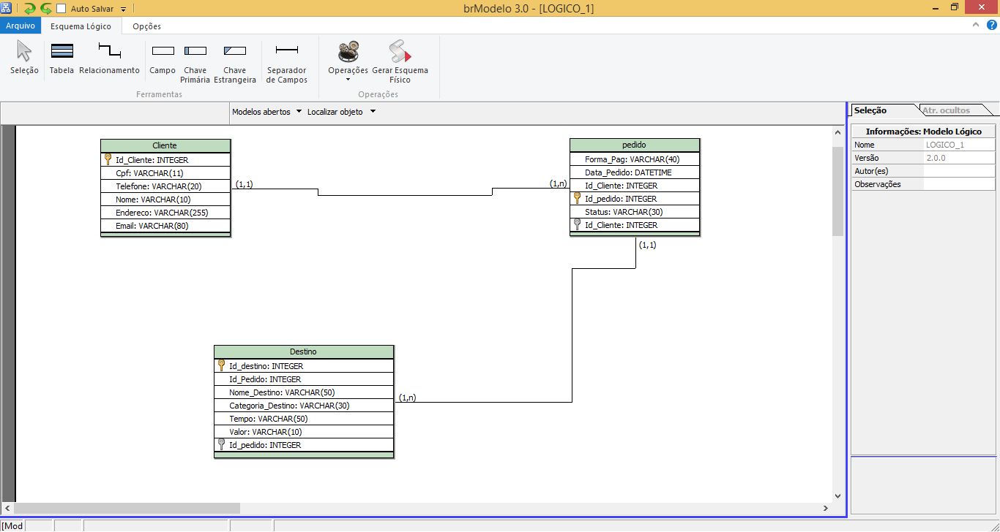 Auto Salvar
brModelo 3.0 - [LOGICO_1]
Arquivo
Esquema Lógico
Opções
Seleção
Tabela
Relacionamento
Campo
Chave
Primária
Chave
Estrangeira
Separador
de Campos
Operações
Gerar Esquema
Físico
Ferramentas
Operações
Modelos abertos
Localizar objeto
Cliente
Id_Cliente: INTEGER
Cpf: VARCHAR(11)
Telefone: VARCHAR(20)
Nome: VARCHAR(10)
Endereco: VARCHAR(255)
Email: VARCHAR(80)
(1,1)
(1,n)
pedido
Forma_Pag: VARCHAR(40)
Data_Pedido: DATETIME
Id_Cliente: INTEGER
Id_pedido: INTEGER
Status: VARCHAR(30)
Id_Cliente: INTEGER
(1,1)
Destino
Id_destino: INTEGER
Id_Pedido: INTEGER
Nome_Destino: VARCHAR(50)
Categoria_Destino: VARCHAR(30)
Tempo: VARCHAR(50)
Valor: VARCHAR(10)
Id_pedido: INTEGER
(1,n)
Seleção
Atr. ocultos
Informações: Modelo Lógico
Nome LOGICO_1
Versão 2.0.0
Autor(es)
Observações
[Mod